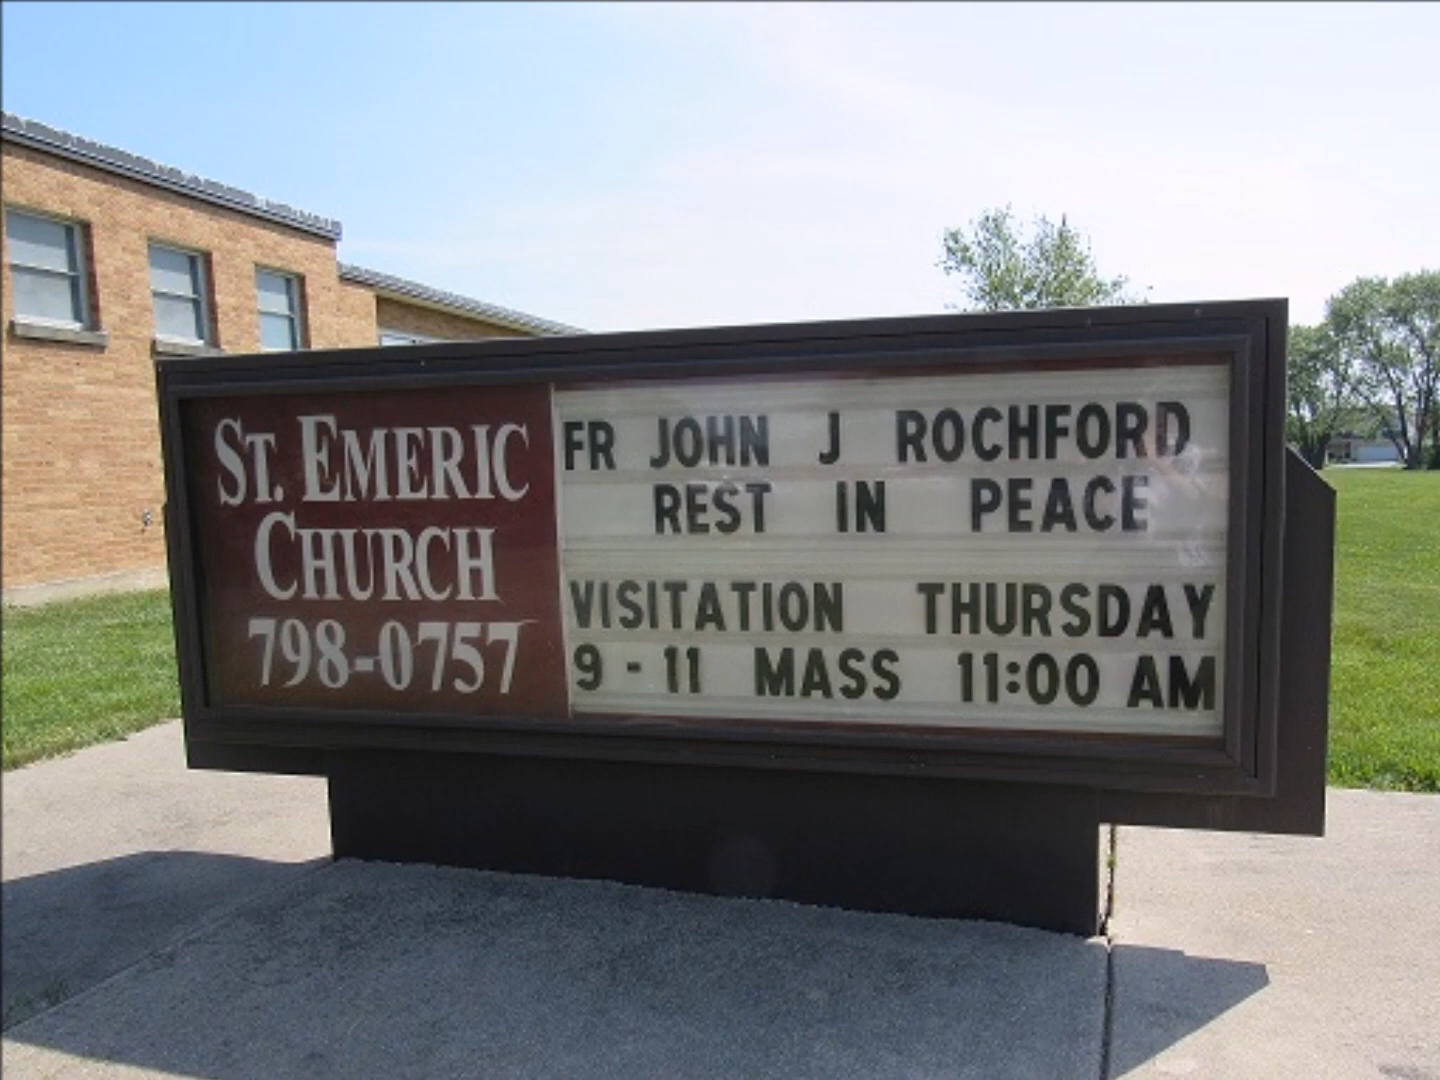 ST. EMERIC
CHURCH
798-0757
FR JOHN J ROCHFORD
REST IN PEACE
VISITATION THURSDAY
9 - 11 MASS 11:00 AM